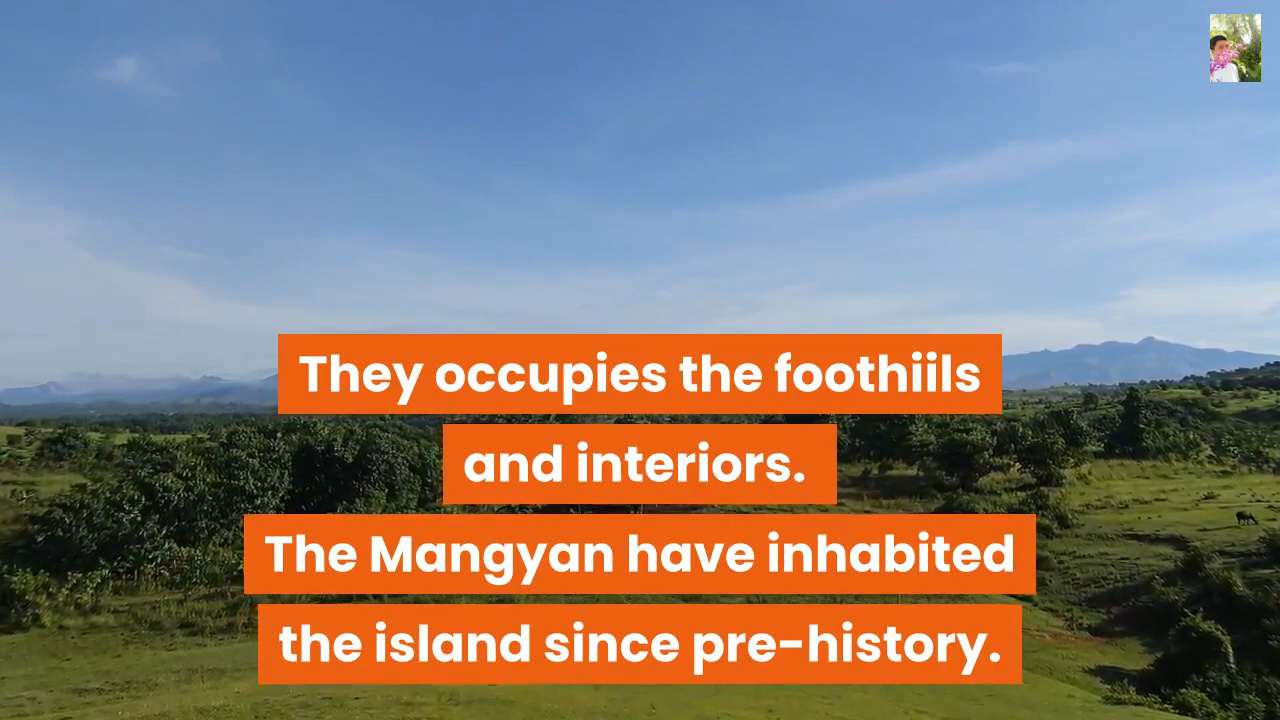 They occupies the foothiils
and interiors.
The Mangyan have inhabited
the island since pre-history.